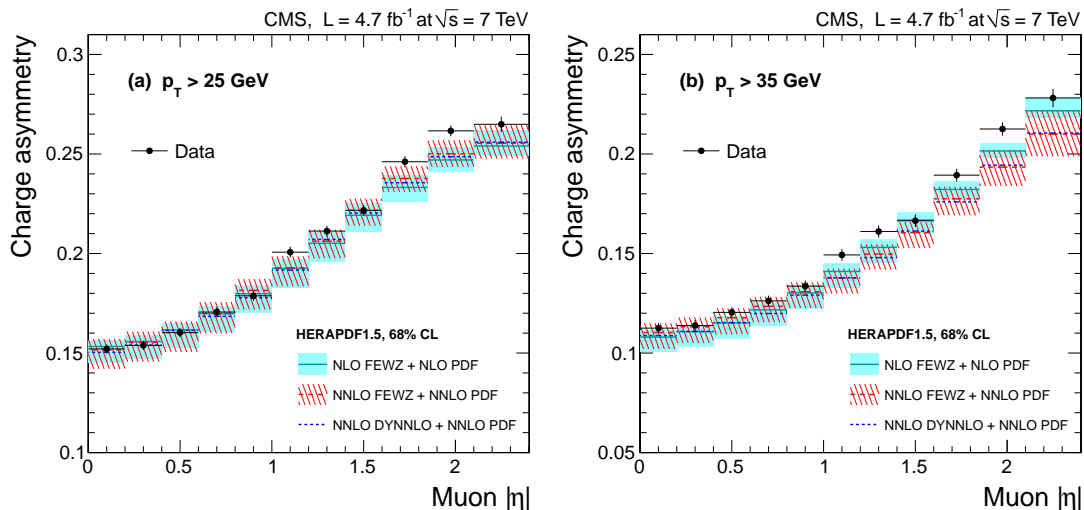 CMS, L = 4.7 fb⁻¹ at √s = 7 TeV
Charge asymmetry
0.3
0.25
0.2
0.15
0.1
(a) p_T > 25 GeV
Data
HERAPDF1.5, 68% CL
NLO FEWZ + NLO PDF
NNLO FEWZ + NNLO PDF
NNLO DYNNLO + NNLO PDF
0 0.5 1 1.5 2
Muon |η|
CMS, L = 4.7 fb⁻¹ at √s = 7 TeV
Charge asymmetry
0.25
0.2
0.15
0.1
0.05
(b) p_T > 35 GeV
Data
HERAPDF1.5, 68% CL
NLO FEWZ + NLO PDF
NNLO FEWZ + NNLO PDF
NNLO DYNNLO + NNLO PDF
0 0.5 1 1.5 2
Muon |η|